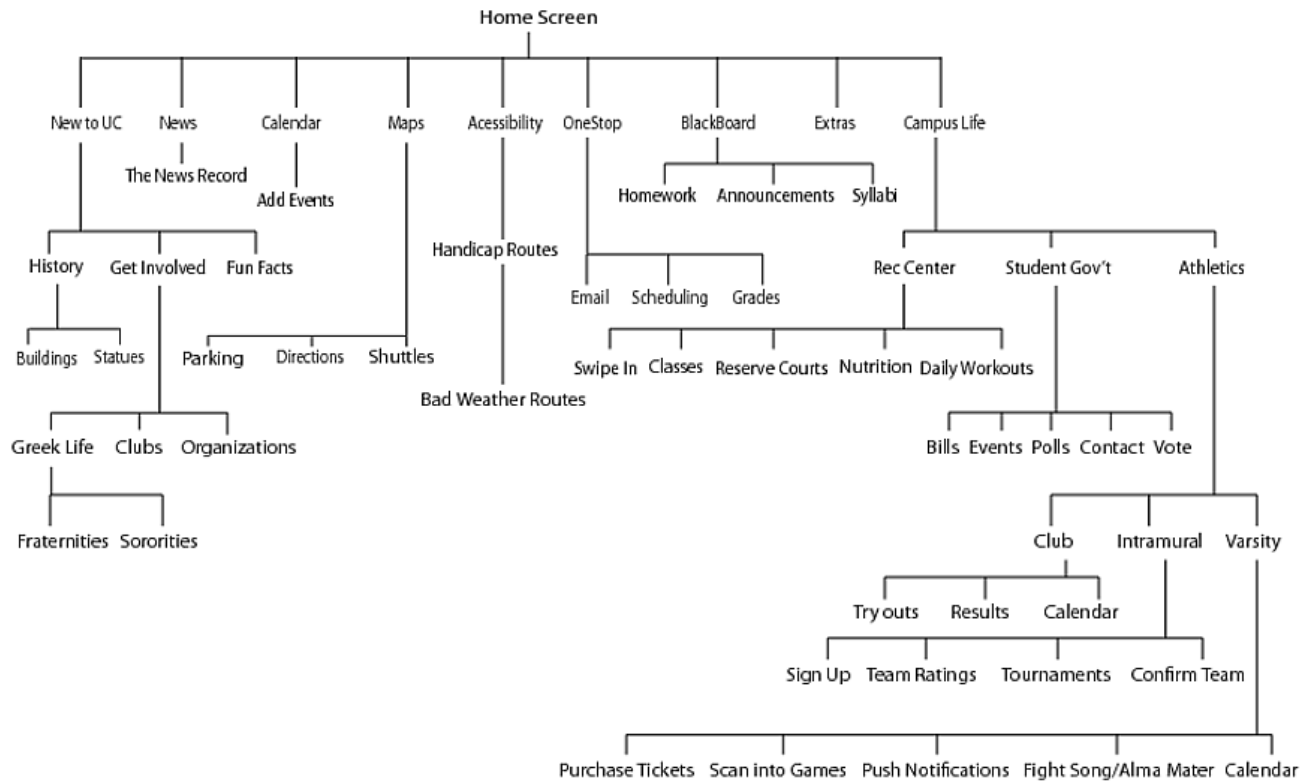 Home Screen
New to UC News Calendar Maps Acessibility OneStop BlackBoard Extras Campus Life
The News Record
Add Events
Homework Announcements Syllabi
Handicap Routes
History Get Involved Fun Facts
Rec Center Student Gov't Athletics
Email Scheduling Grades
Buildings Statues Parking Directions Shuttles
Swipe In Classes Reserve Courts Nutrition Daily Workouts
Bad Weather Routes
Greek Life Clubs Organizations
Bills Events Polls Contact Vote
Fraternities Sororities
Club Intramural Varsity
Try outs Results Calendar
Sign Up Team Ratings Tournaments Confirm Team
Purchase Tickets Scan into Games Push Notifications Fight Song/Alma Mater Calendar